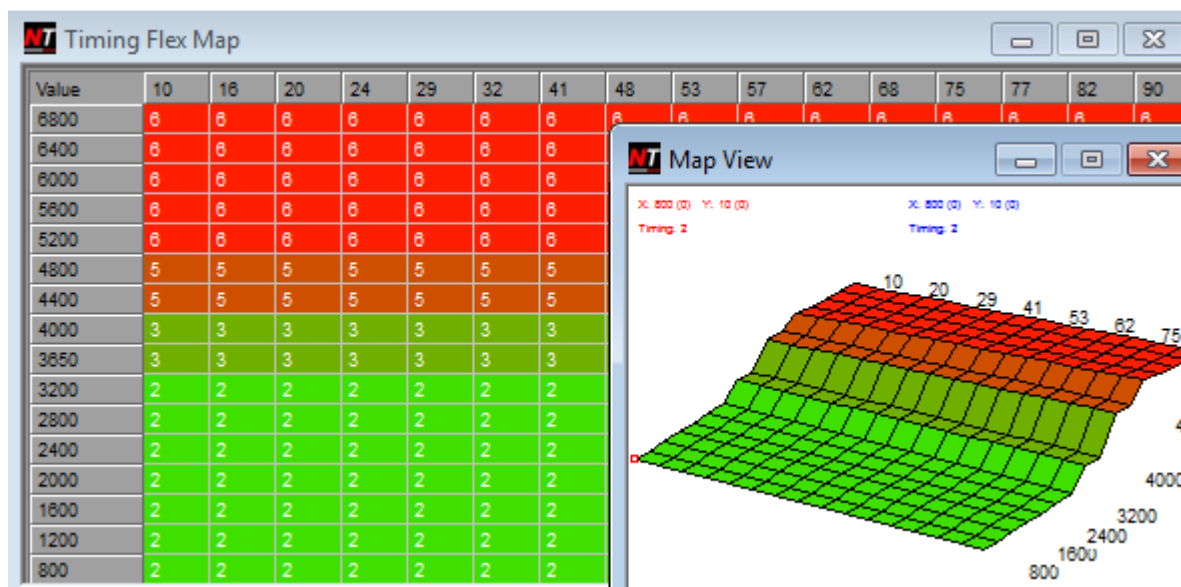 NT Timing Flex Map
Value 10 16 20 24 29 32 41 48 53 57 62 68 75 77 82 90
6800 6 6 6 6 6 6 6 6 6 6 6 6 6 6 6 6
6400 6 6 6 6 6 6 6
6000 6 6 6 6 6 6 6
5600 6 6 6 6 6 6 6
5200 6 6 6 6 6 6 6
4800 5 5 5 5 5 5 5
4400 5 5 5 5 5 5 5
4000 3 3 3 3 3 3 3
3650 3 3 3 3 3 3 3
3200 2 2 2 2 2 2 2
2800 2 2 2 2 2 2 2
2400 2 2 2 2 2 2 2
2000 2 2 2 2 2 2 2
1600 2 2 2 2 2 2 2
1200 2 2 2 2 2 2 2
800 2 2 2 2 2 2 2
NT Map View
X: 800 (0) Y: 10 (0) X: 800 (0) Y: 10 (0)
Timing: 2 Timing: 2
10 20 29 41 53 62 75
4000
3200
2400
1600
800